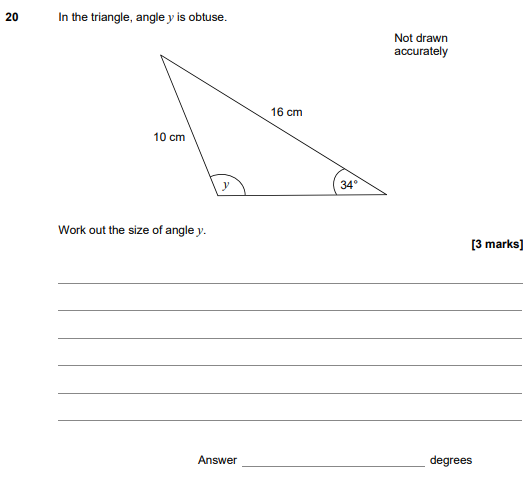 20 In the triangle, angle y is obtuse.
Not drawn
accurately
16 cm
10 cm
y
34°
Work out the size of angle y.
[3 marks]
Answer degrees